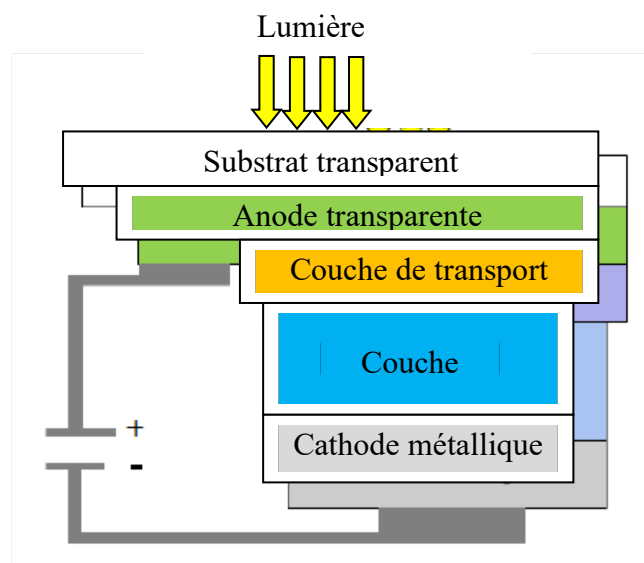 Lumière
Substrat transparent
Anode transparente
Couche de transport
Couche
+
-
Cathode métallique